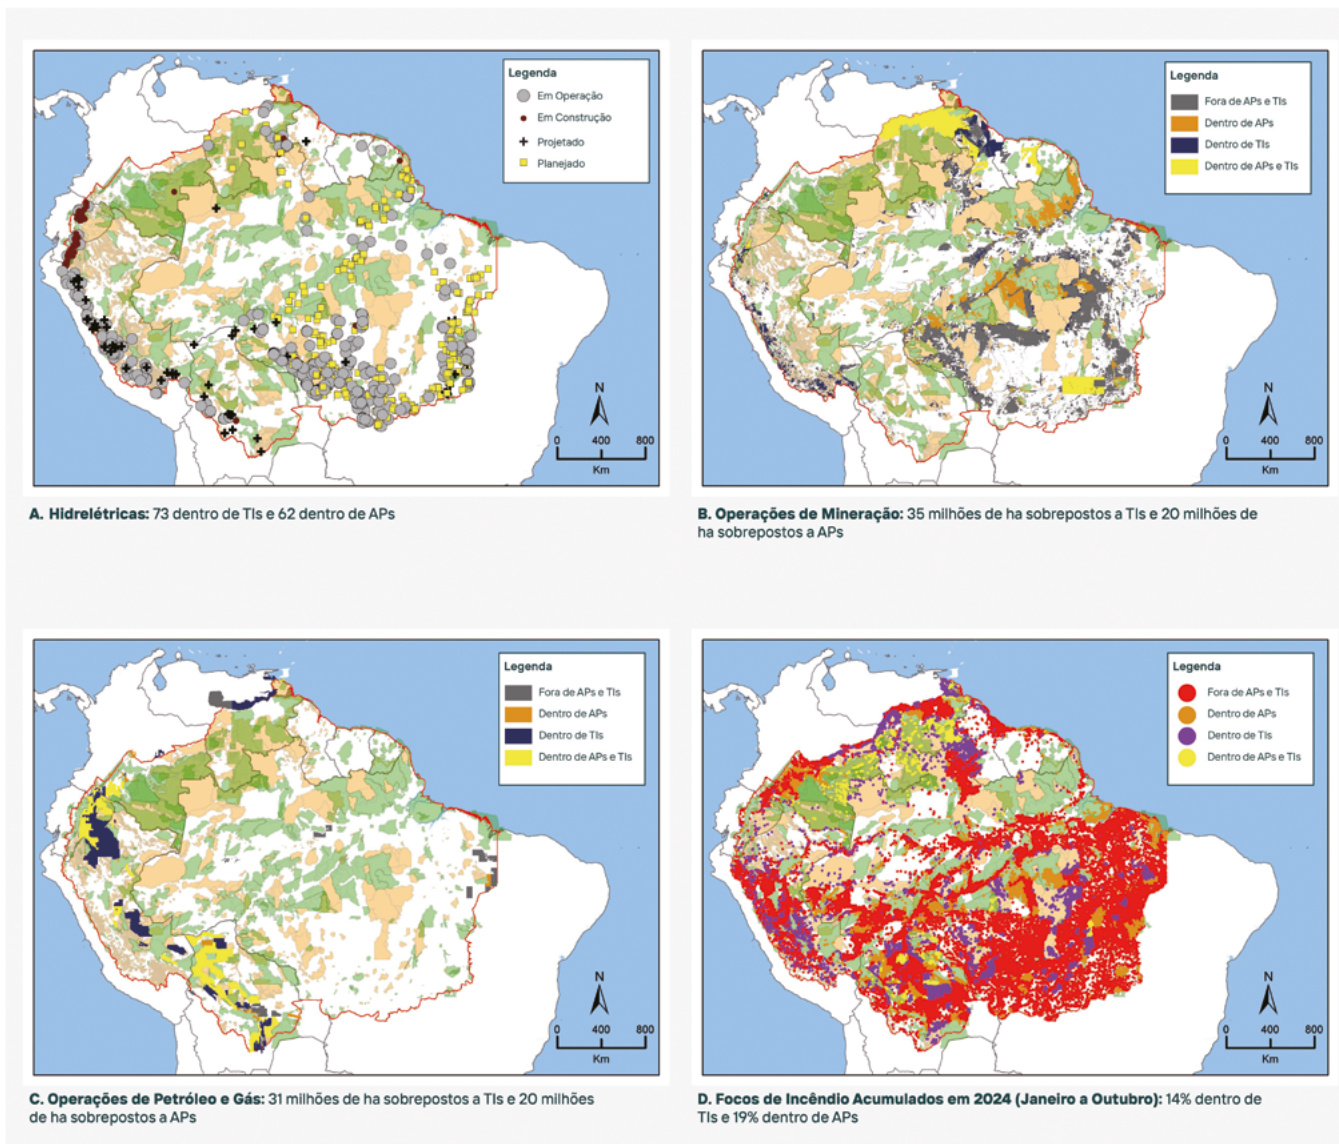 Legenda
Em Operação
Em Construção
Projetado
Planejado
N
0 400 800
Km
A. Hidrelétricas: 73 dentro de TIs e 62 dentro de APs
Legenda
Fora de APs e TIs
Dentro de APs
Dentro de TIs
Dentro de APs e TIs
N
0 400 800
Km
B. Operações de Mineração: 35 milhões de ha sobrepostos a TIs e 20 milhões de
ha sobrepostos a APs
Legenda
Fora de APs e TIs
Dentro de APs
Dentro de TIs
Dentro de APs e TIs
N
0 400 800
Km
C. Operações de Petróleo e Gás: 31 milhões de ha sobrepostos a TIs e 20 milhões
de ha sobrepostos a APs
Legenda
Fora de APs e TIs
Dentro de APs
Dentro de TIs
Dentro de APs e TIs
N
0 400 800
Km
D. Focos de Incêndio Acumulados em 2024 (Janeiro a Outubro): 14% dentro de
TIs e 19% dentro de APs